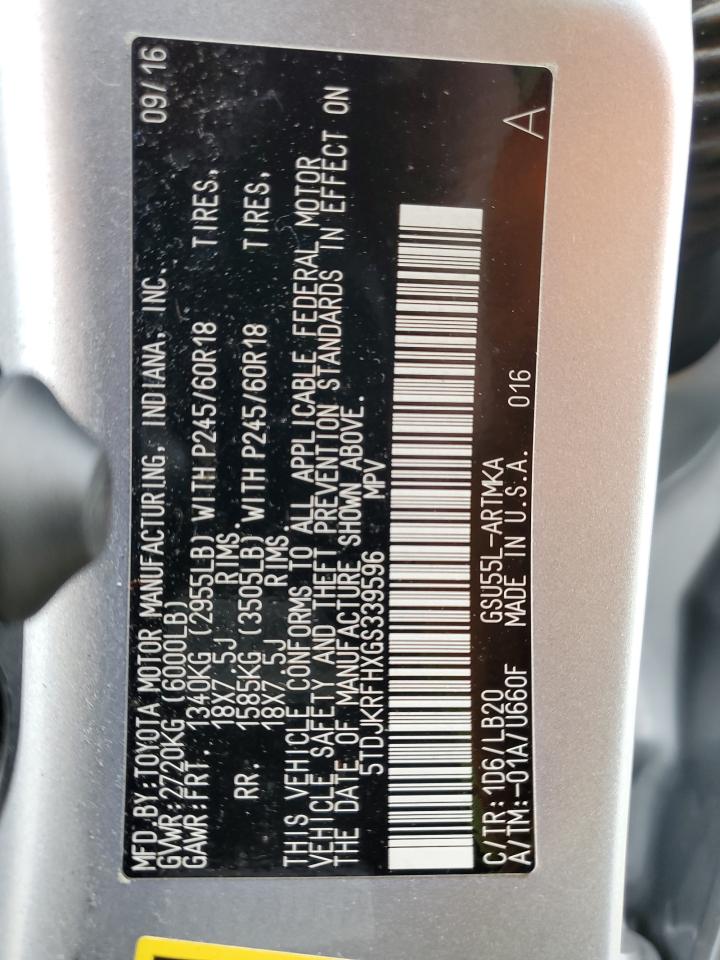 MFD.BY:TOYOTA MOTOR MANUFACTURING, INDIANA, INC. 09/16
GVWR:2720KG (6000LB)
GAWR:FRT. 1340KG (2955LB) WITH P245/60R18 TIRES,
18X7.5J RIMS.
RR. 1585KG (3505LB) WITH P245/60R18 TIRES,
18X7.5J RIMS.
THIS VEHICLE CONFORMS TO ALL APPLICABLE FEDERAL MOTOR
VEHICLE SAFETY AND THEFT PREVENTION STANDARDS IN EFFECT ON
THE DATE OF MANUFACTURE SHOWN ABOVE.
5TDJKRFHXGS339596 MPV
C/TR:1D6/LB20 GSU55L-ARTMKA 016
A/TM:-01A/U660F MADE IN U.S.A. A